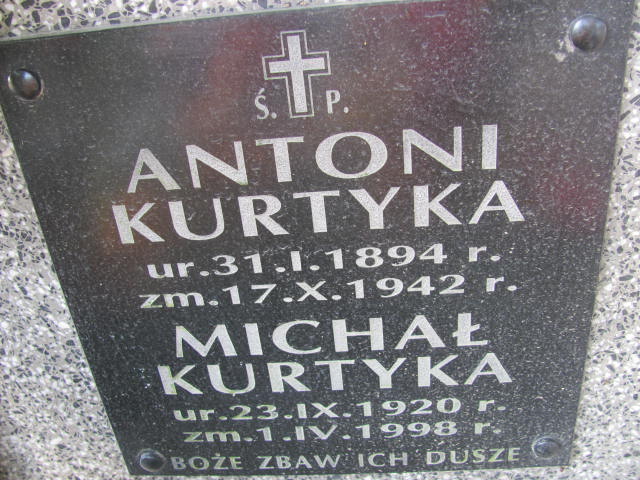 Ś. P.
ANTONI
KURTYKA
ur.31.I.1894 r.
zm.17.X.1942 r.
MICHAŁ
KURTYKA
ur.23.IX.1920 r.
zm.1.IV.1998 r.
BOŻE ZBAW ICH DUSZE